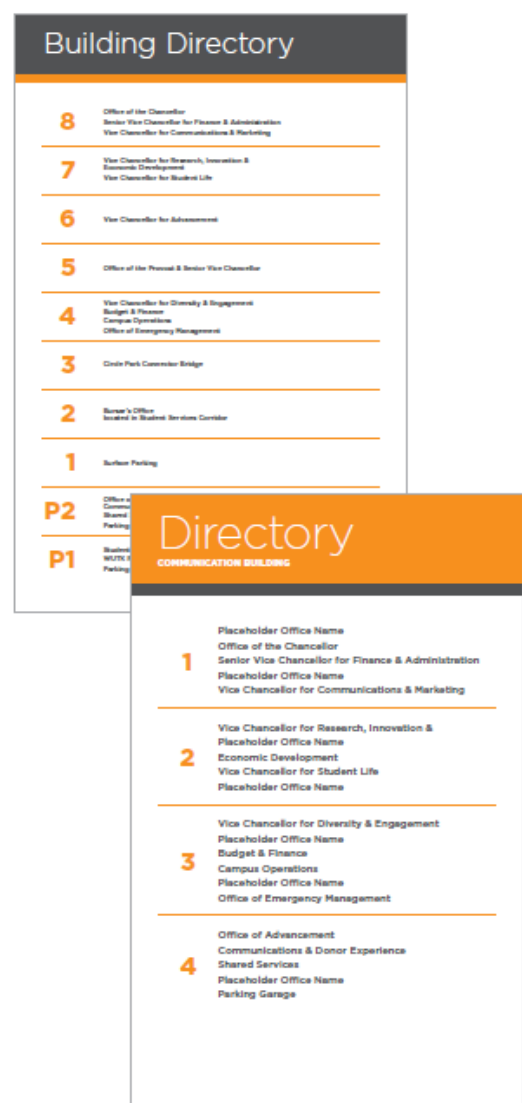 Building Directory
8
Office of the Chancellor
Senior Vice Chancellor for Finance & Administration
Vice Chancellor for Communications & Marketing
7
Vice Chancellor for Research, Innovation &
Economic Development
Vice Chancellor for Student Life
6
Vice Chancellor for Advancement
5
Office of the Provost & Senior Vice Chancellor
4
Vice Chancellor for Diversity & Engagement
Budget & Finance
Campus Operations
Office of Emergency Management
3
Circle Park Connector Bridge
2
Bursar's Office
located in Student Services Corridor
1
Surface Parking
P2
Office
Shared
Parking
P1
Student
WUTK
Parking
Directory
COMMUNICATION BUILDING
1
Placeholder Office Name
Office of the Chancellor
Senior Vice Chancellor for Finance & Administration
Placeholder Office Name
Vice Chancellor for Communications & Marketing
2
Vice Chancellor for Research, Innovation &
Placeholder Office Name
Economic Development
Vice Chancellor for Student Life
Placeholder Office Name
3
Vice Chancellor for Diversity & Engagement
Placeholder Office Name
Budget & Finance
Campus Operations
Placeholder Office Name
Office of Emergency Management
4
Office of Advancement
Communications & Donor Experience
Shared Services
Placeholder Office Name
Parking Garage